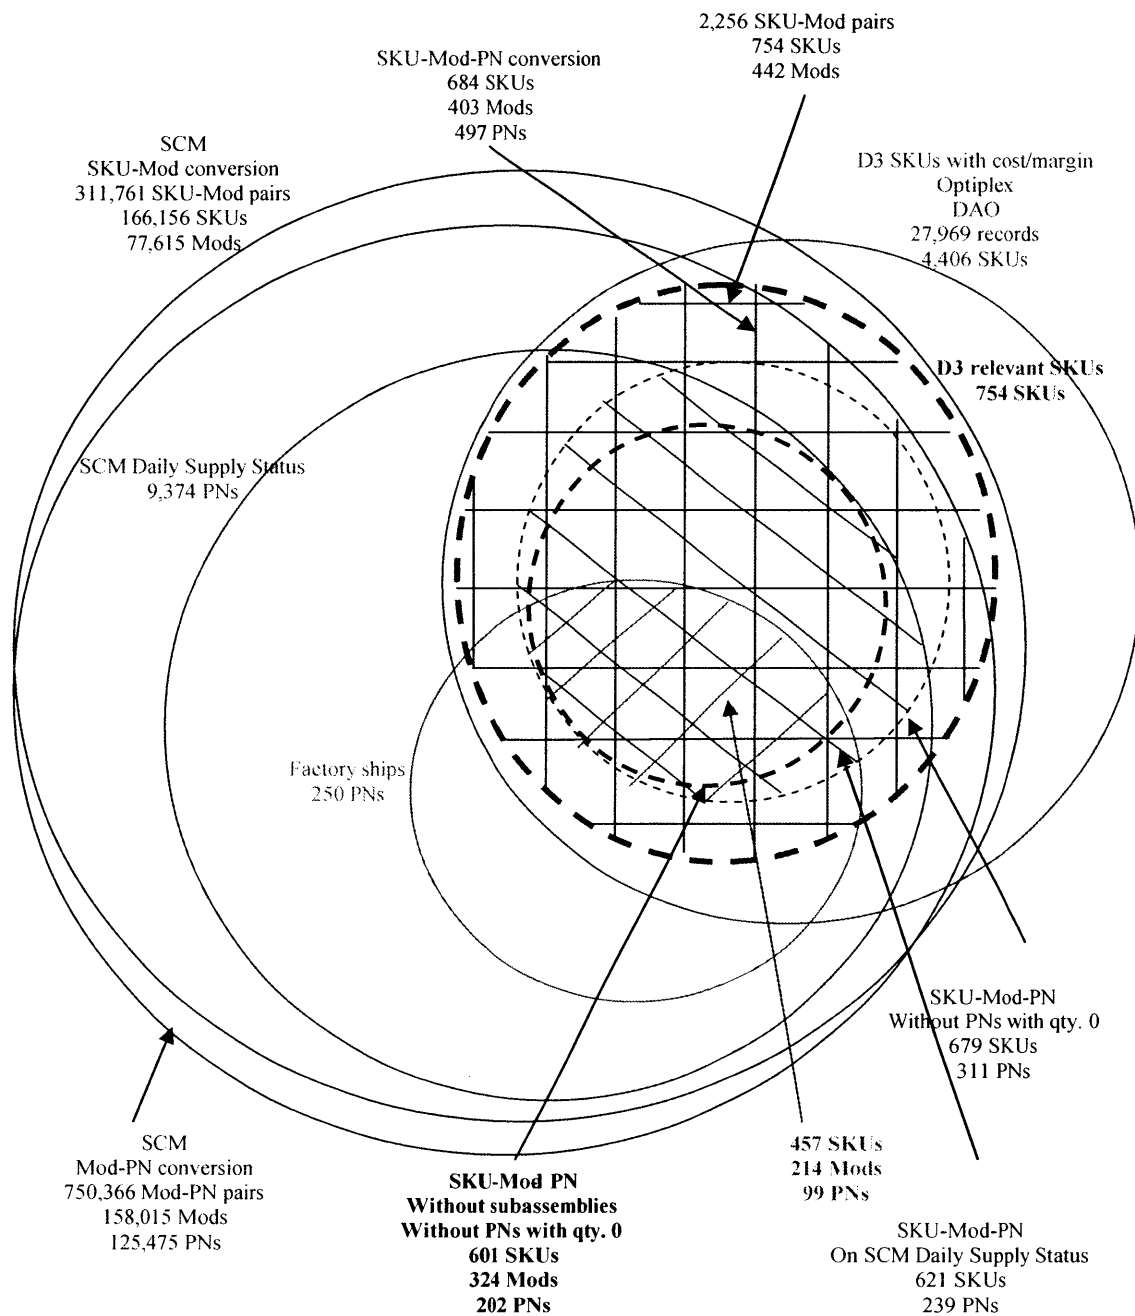 2,256 SKU-Mod pairs
754 SKUs
442 Mods
SKU-Mod-PN conversion
684 SKUs
403 Mods
497 PNs
SCM
SKU-Mod conversion
311,761 SKU-Mod pairs
166,156 SKUs
77,615 Mods
D3 SKUs with cost/margin
Optiplex
DAO
27,969 records
4,406 SKUs
D3 relevant SKUs
754 SKUs
SCM Daily Supply Status
9,374 PNs
Factory ships
250 PNs
SKU-Mod-PN
Without PNs with qty. 0
679 SKUs
311 PNs
SCM
Mod-PN conversion
750,366 Mod-PN pairs
158,015 Mods
125,475 PNs
SKU-Mod PN
Without subassemblies
Without PNs with qty. 0
601 SKUs
324 Mods
202 PNs
457 SKUs
214 Mods
99 PNs
SKU-Mod-PN
On SCM Daily Supply Status
621 SKUs
239 PNs